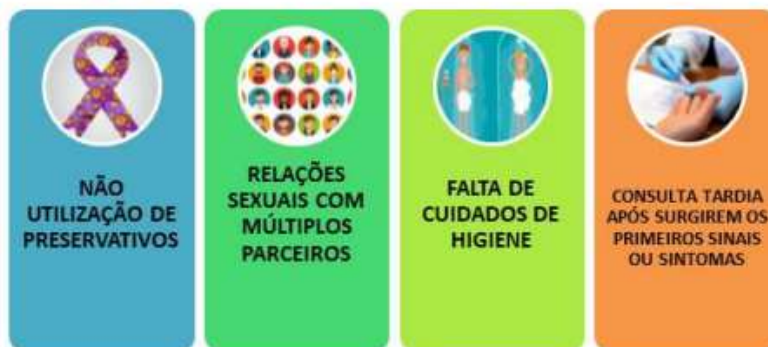 NÃO
UTILIZAÇÃO DE
PRESERVATIVOS
RELAÇÕES
SEXUAIS COM
MÚLTIPLOS
PARCEIROS
FALTA DE
CUIDADOS DE
HIGIENE
CONSULTA TARDIA
APÓS SURGIREM OS
PRIMEIROS SINAIS
OU SINTOMAS